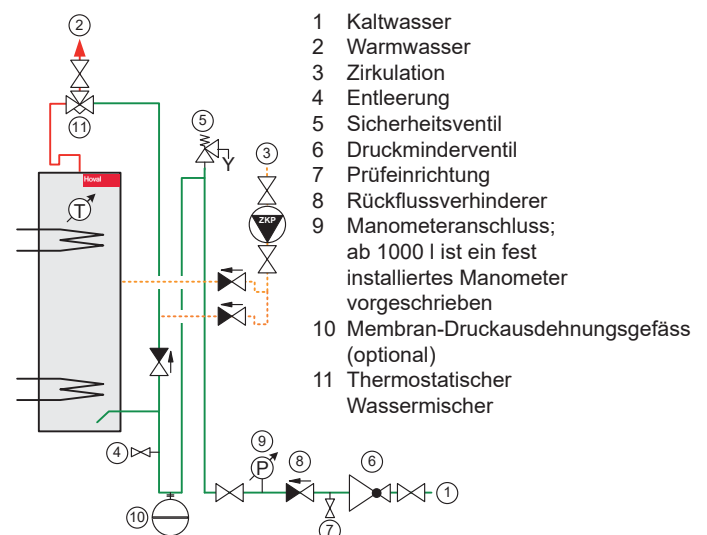 2
11
5
3
Hoval
T
ZKP
4
10
9
P
8
6
7
1
1 Kaltwasser
2 Warmwasser
3 Zirkulation
4 Entleerung
5 Sicherheitsventil
6 Druckminderventil
7 Prüfeinrichtung
8 Rückflussverhinderer
9 Manometeranschluss;
ab 1000 l ist ein fest
installiertes Manometer
vorgeschrieben
10 Membran-Druckausdehnungsgefäss
(optional)
11 Thermostatischer
Wassermischer